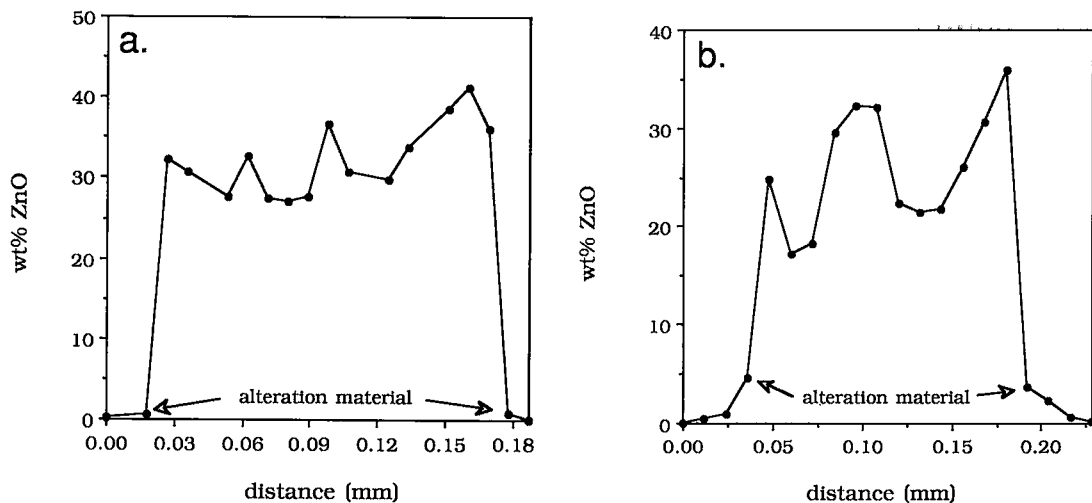 a.
50
40
30
20
10
0
wt% ZnO
alteration material
0.00 0.03 0.06 0.09 0.12 0.15 0.18
distance (mm)
b.
40
30
20
10
0
wt% ZnO
alteration material
0.00 0.05 0.10 0.15 0.20
distance (mm)